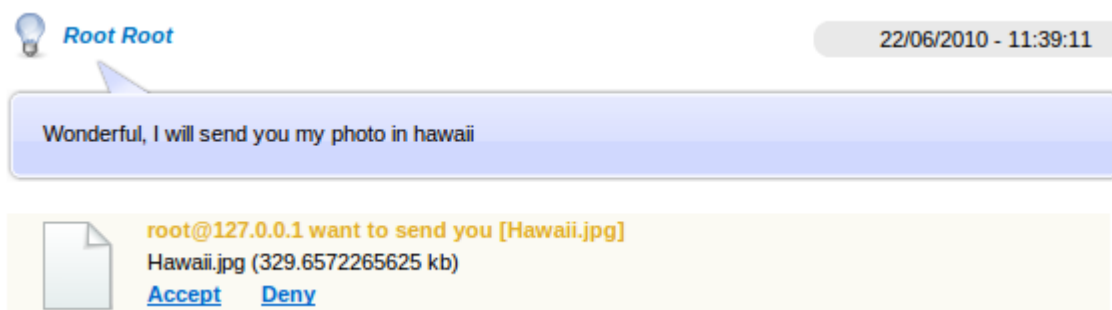 Root Root
22/06/2010 - 11:39:11
Wonderful, I will send you my photo in hawaii
root@127.0.0.1 want to send you [Hawaii.jpg]
Hawaii.jpg (329.6572265625 kb)
Accept Deny